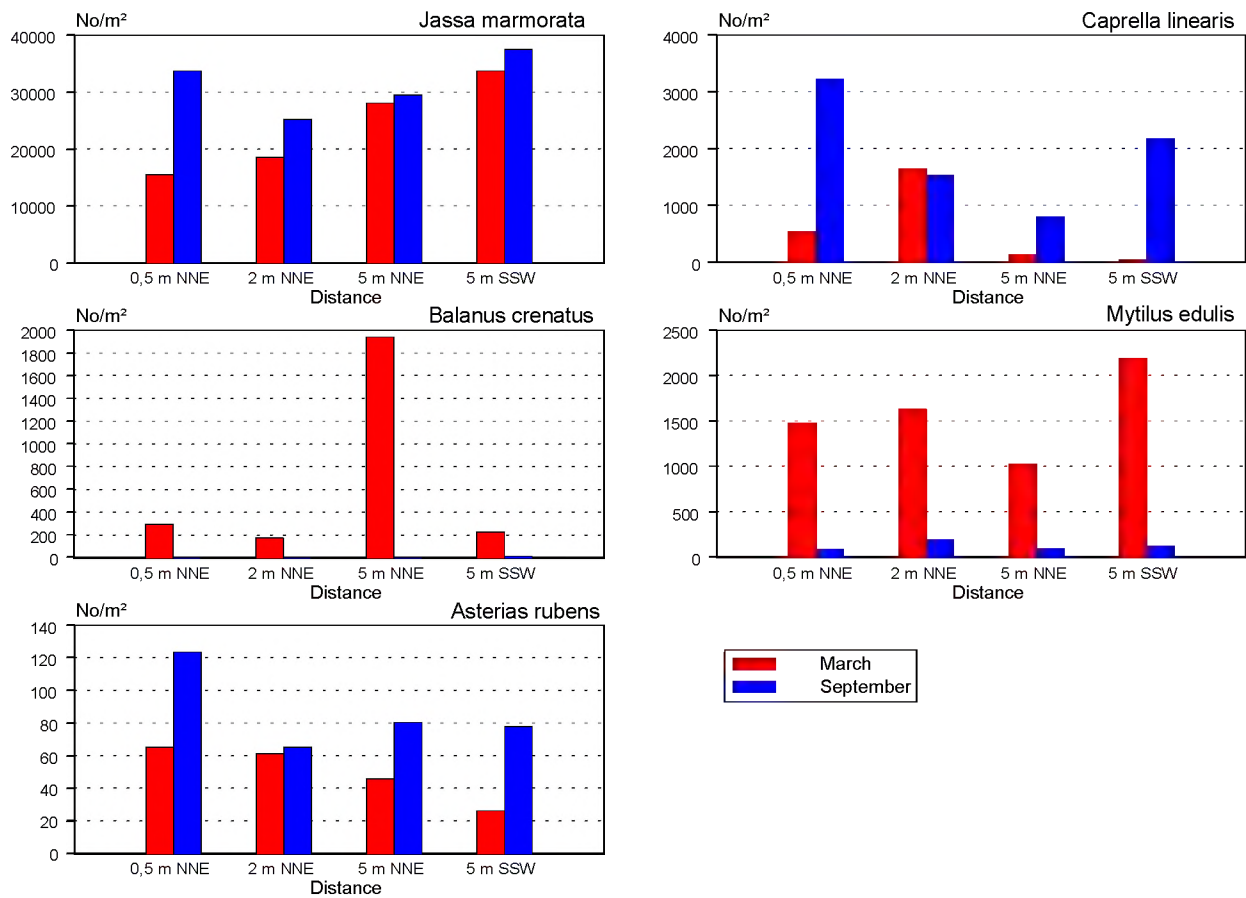 No/m² Jassa marmorata
40000
30000
20000
10000
0
0,5 m NNE 2 m NNE 5 m NNE 5 m SSW
Distance
No/m² Caprella linearis
4000
3000
2000
1000
0
0,5 m NNE 2 m NNE 5 m NNE 5 m SSW
Distance
No/m² Balanus crenatus
2000
1800
1600
1400
1200
1000
800
600
400
200
0
0,5 m NNE 2 m NNE 5 m NNE 5 m SSW
Distance
No/m² Mytilus edulis
2500
2000
1500
1000
500
0
0,5 m NNE 2 m NNE 5 m NNE 5 m SSW
Distance
No/m² Asterias rubens
140
120
100
80
60
40
20
0
0,5 m NNE 2 m NNE 5 m NNE 5 m SSW
Distance
March
September